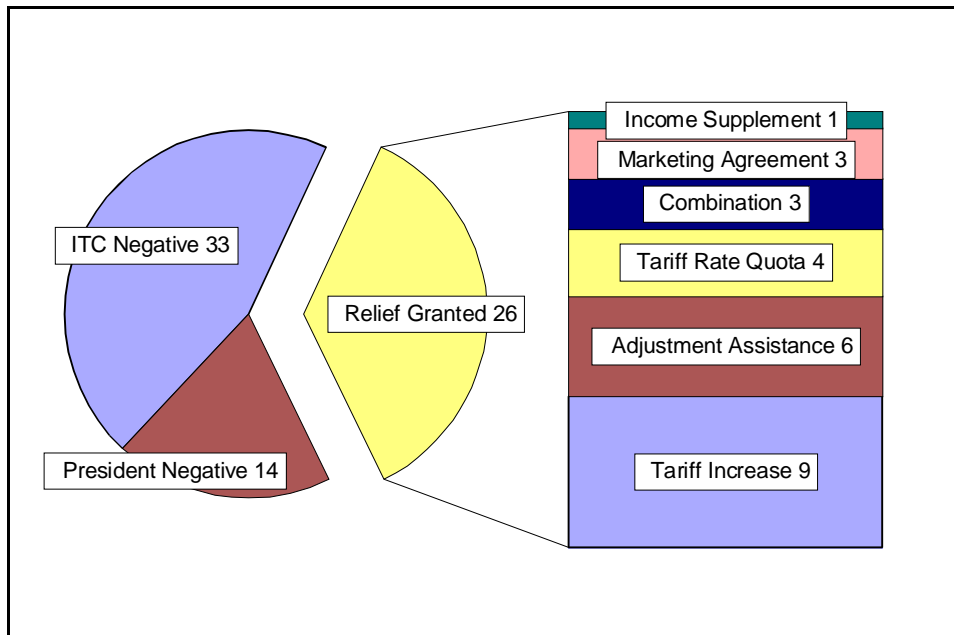 ITC Negative 33
President Negative 14
Relief Granted 26
Income Supplement 1
Marketing Agreement 3
Combination 3
Tariff Rate Quota 4
Adjustment Assistance 6
Tariff Increase 9